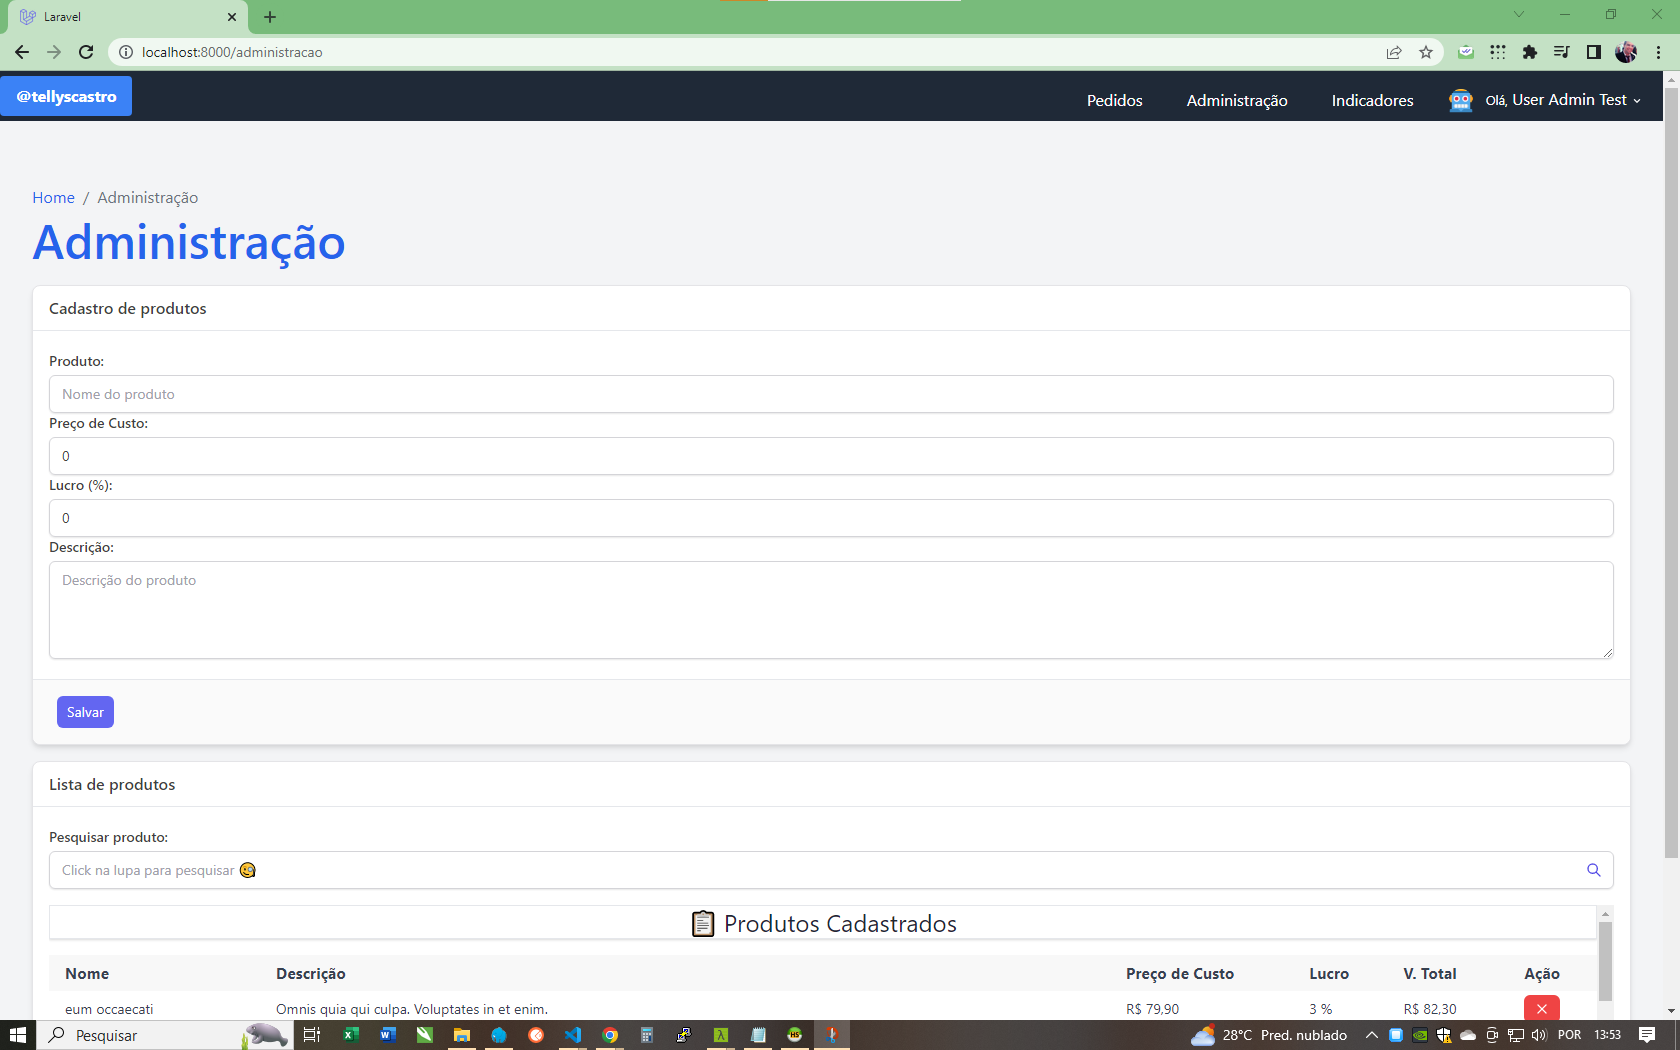 Laravel
localhost:8000/administracao
@tellyscastro
Pedidos Administração Indicadores Olá, User Admin Test
Home / Administração
Administração
Cadastro de produtos
Produto:
Nome do produto
Preço de Custo:
0
Lucro (%):
0
Descrição:
Descrição do produto
Salvar
Lista de produtos
Pesquisar produto:
Click na lupa para pesquisar
Produtos Cadastrados
Nome Descrição Preço de Custo Lucro V. Total Ação
eum occaecati Omnis quia qui culpa. Voluptates in et enim. R$ 79,90 3 % R$ 82,30
Pesquisar 28°C Pred. nublado POR 13:53